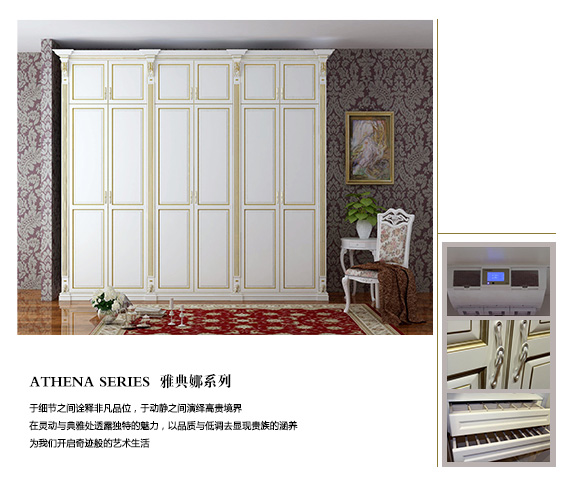 ATHENA SERIES 雅典娜系列
于细节之间诠释非凡品位，于动静之间演绎高贵境界
在灵动与典雅处透露独特的魅力，以品质与低调去显现贵族的涵养
为我们开启奇迹般的艺术生活